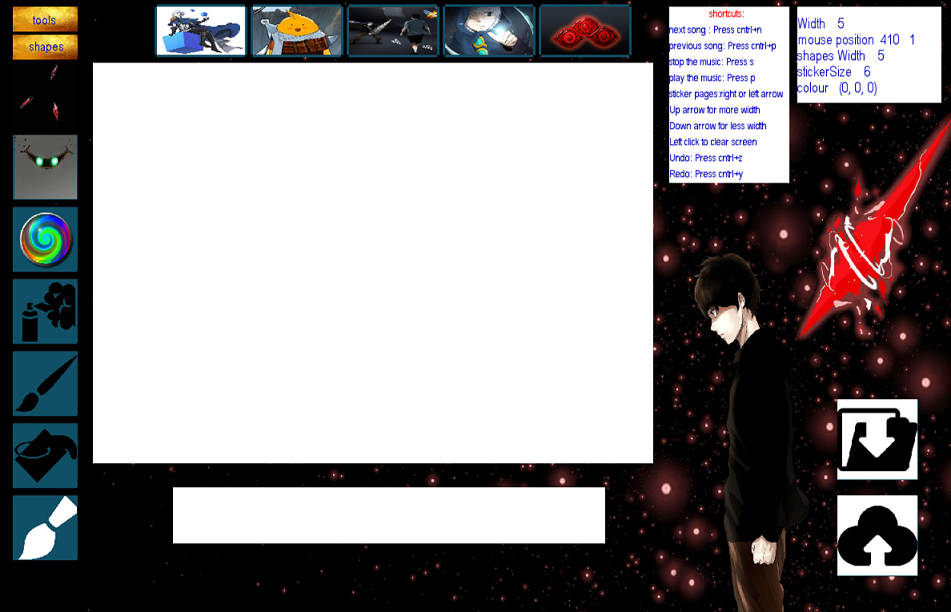 tools
shapes
shortcuts:
next song : Press cntrl+n
previous song: Press cntrl+p
stop the music: Press s
play the music: Press p
sticker pages:right or left arrow
Up arrow for more width
Down arrow for less width
Left click to clear screen
Undo: Press cntrl+z
Redo: Press cntrl+y
Width 5
mouse position 410 1
shapes Width 5
stickerSize 6
colour (0, 0, 0)